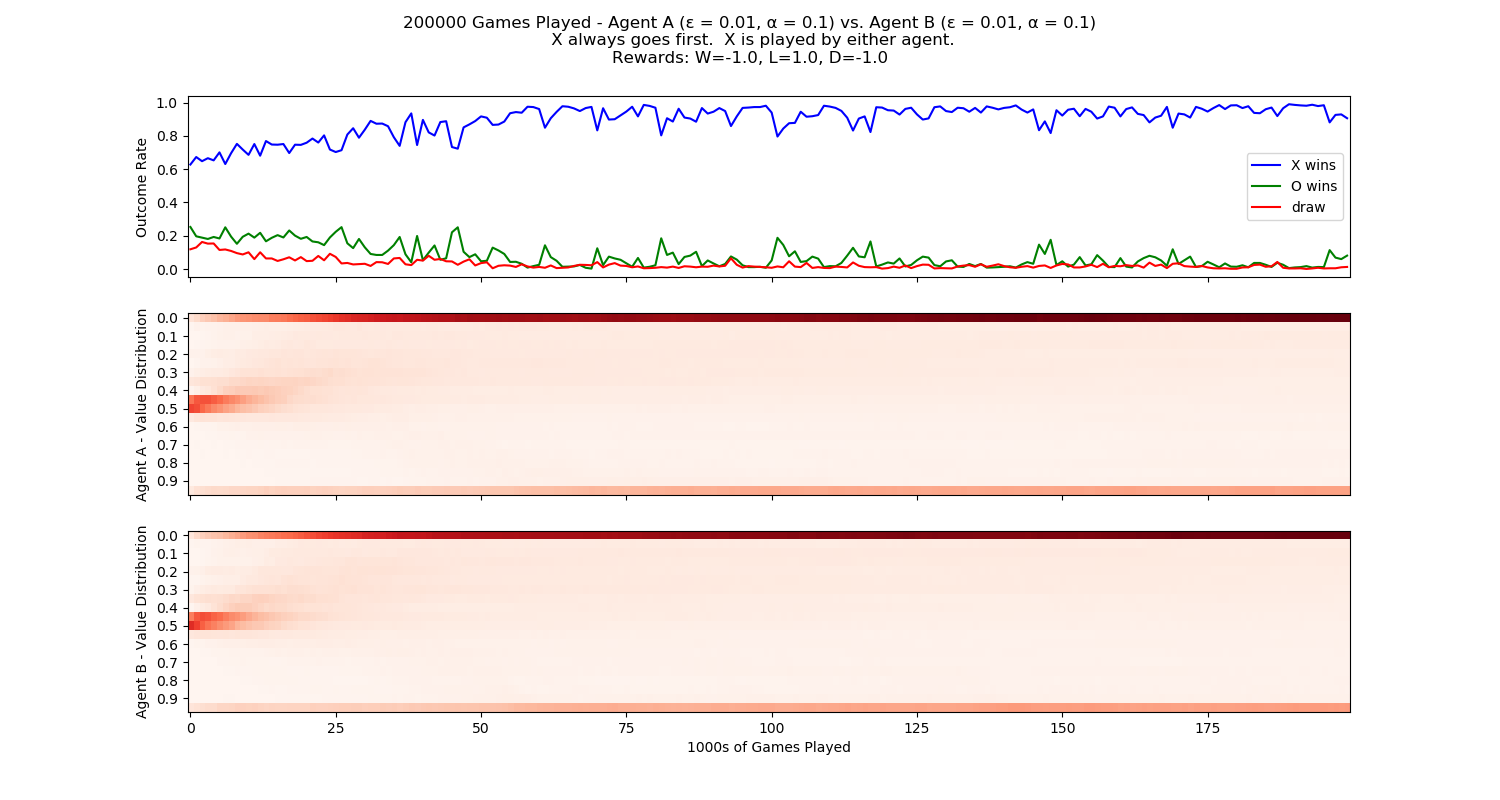 200000 Games Played - Agent A (ε = 0.01, α = 0.1) vs. Agent B (ε = 0.01, α = 0.1)
X always goes first.  X is played by either agent.
Rewards: W=-1.0, L=1.0, D=-1.0
Outcome Rate
1.0
0.8
0.6
0.4
0.2
0.0
X wins
O wins
draw
Agent A - Value Distribution
0.0
0.1
0.2
0.3
0.4
0.5
0.6
0.7
0.8
0.9
Agent B - Value Distribution
0.0
0.1
0.2
0.3
0.4
0.5
0.6
0.7
0.8
0.9
0 25 50 75 100 125 150 175
1000s of Games Played